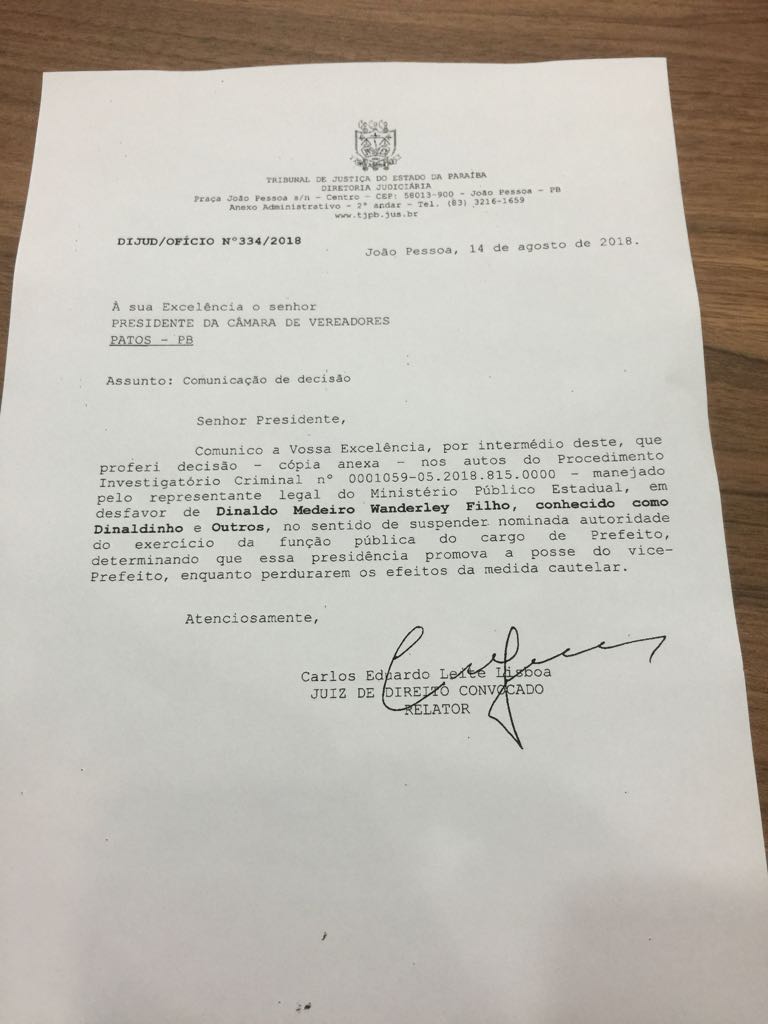 TRIBUNAL DE JUSTIÇA DO ESTADO DA PARAÍBA
DIRETORIA JUDICIÁRIA
Praça João Pessoa s/n - Centro - CEP: 58013-900 - João Pessoa - PB
Anexo Administrativo - 2º andar - Tel. (83) 3216-1659
www.tjpb.jus.br
DIJUD/OFÍCIO Nº334/2018
João Pessoa, 14 de agosto de 2018.
À sua Excelência o senhor
PRESIDENTE DA CÂMARA DE VEREADORES
PATOS - PB
Assunto: Comunicação de decisão
Senhor Presidente,
Comunico a Vossa Excelência, por intermédio deste, que
proferi decisão - cópia anexa - nos autos do Procedimento
Investigatório Criminal nº 0001059-05.2018.815.0000 - manejado
pelo representante legal do Ministério Público Estadual, em
desfavor de Dinaldo Medeiro Wanderley Filho, conhecido como
Dinaldinho e Outros, no sentido de suspender nominada autoridade
do exercício da função pública do cargo de Prefeito,
determinando que essa presidência promova a posse do vice-
Prefeito, enquanto perdurarem os efeitos da medida cautelar.
Atenciosamente,
Carlos Eduardo Leite Lisboa
JUIZ DE DIREITO CONVOCADO
RELATOR